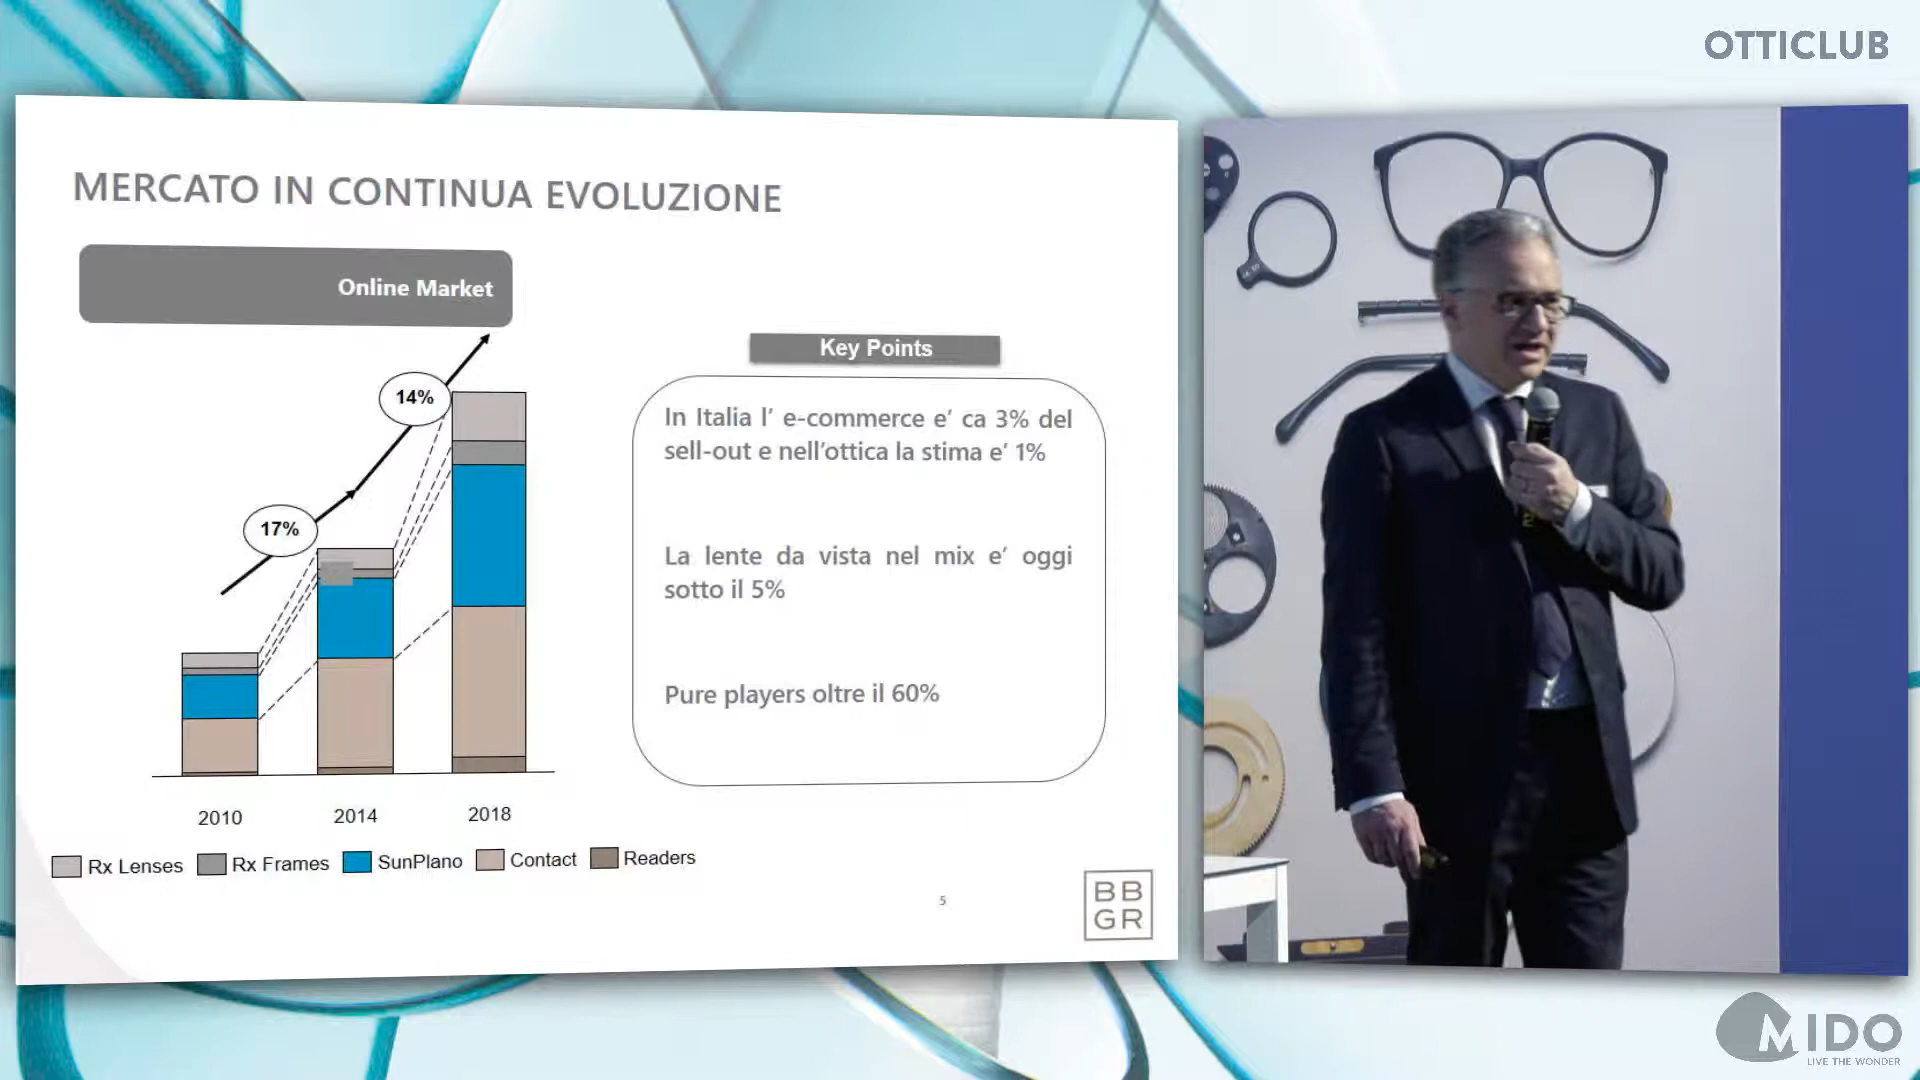 OTTICLUB
MERCATO IN CONTINUA EVOLUZIONE
Online Market
14%
17%
2010
2014
2018
Rx Lenses
Rx Frames
SunPlano
Contact
Readers
Key Points
In Italia l’ e-commerce e’ ca 3% del
sell-out e nell’ottica la stima e’ 1%
La lente da vista nel mix e’ oggi
sotto il 5%
Pure players oltre il 60%
5
BB
GR
MIDO
LIVE THE WONDER